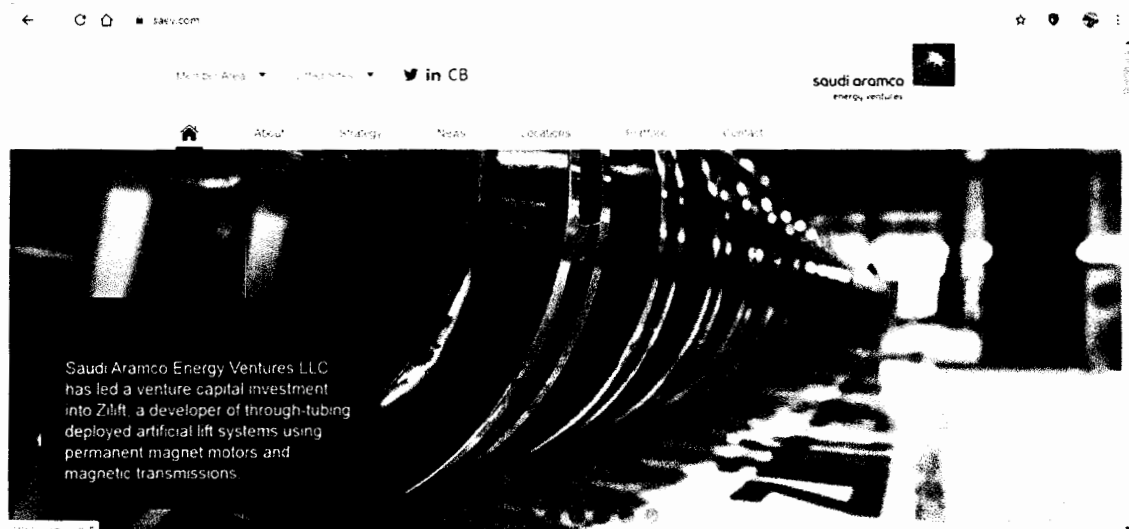 saev.com
Member Area
in CB
saudi aramco
energy ventures
About Strategy News Locations Portfolio Contact
Saudi Aramco Energy Ventures LLC
has led a venture capital investment
into Zilift, a developer of through-tubing
deployed artificial lift systems using
permanent magnet motors and
magnetic transmissions.